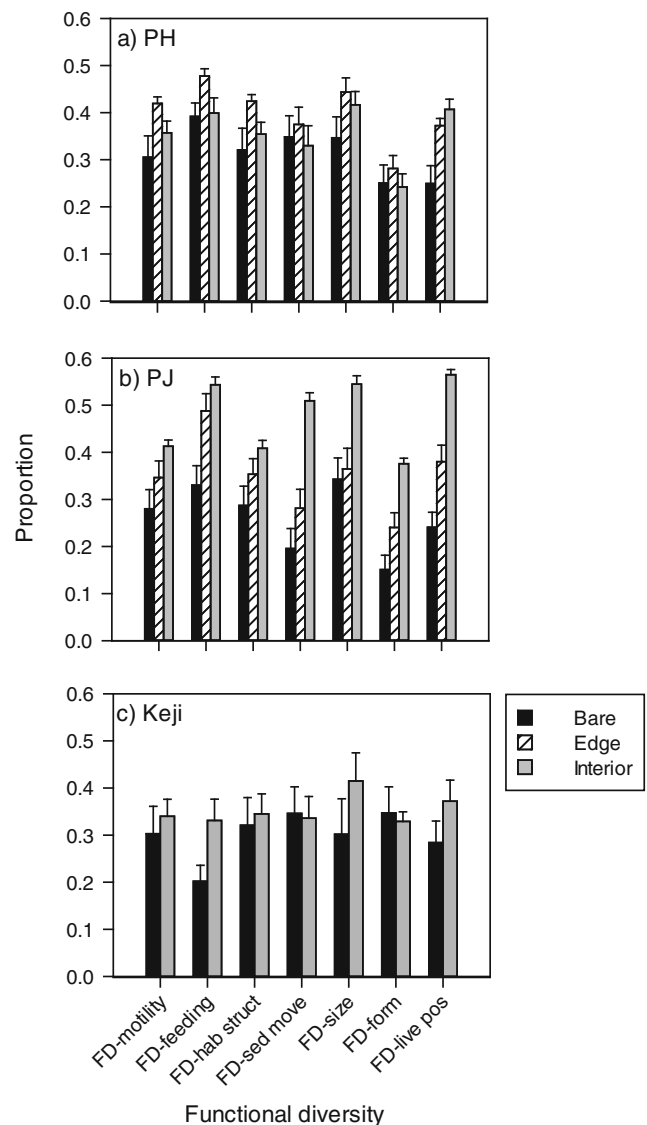 a) PH
0.6
0.5
0.4
0.3
0.2
0.1
0.0
b) PJ
0.6
0.5
0.4
0.3
0.2
0.1
0.0
Proportion
c) Keji
0.6
0.5
0.4
0.3
0.2
0.1
0.0
Bare
Edge
Interior
FD-motility
FD-feeding
FD-hab struct
FD-sed move
FD-size
FD-form
FD-live pos
Functional diversity